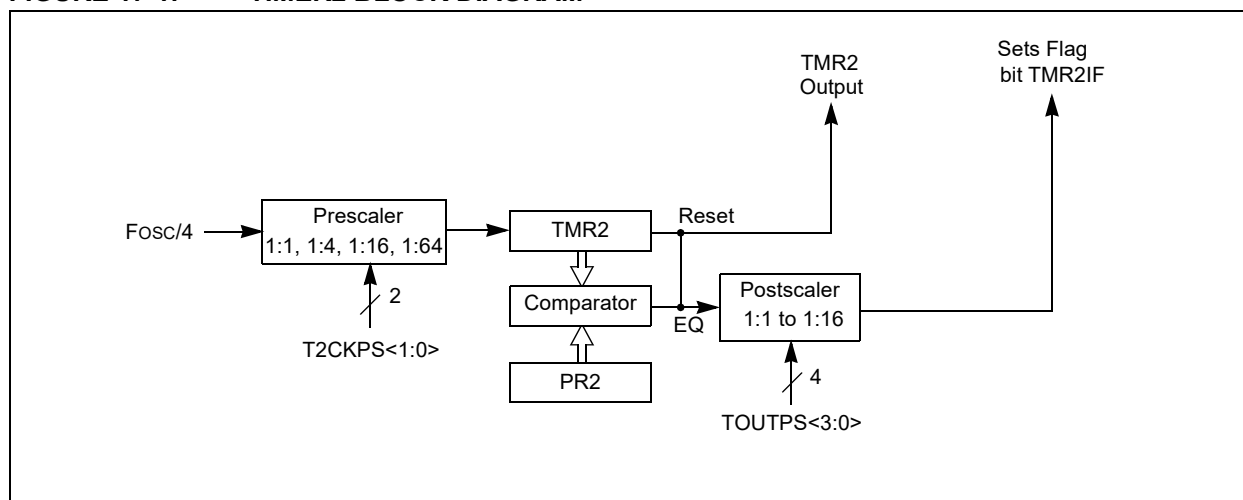 TMR2
Output
Sets Flag
bit TMR2IF
Fosc/4
Prescaler
1:1, 1:4, 1:16, 1:64
2
T2CKPS<1:0>
TMR2
Reset
Comparator
EQ
PR2
Postscaler
1:1 to 1:16
4
TOUTPS<3:0>